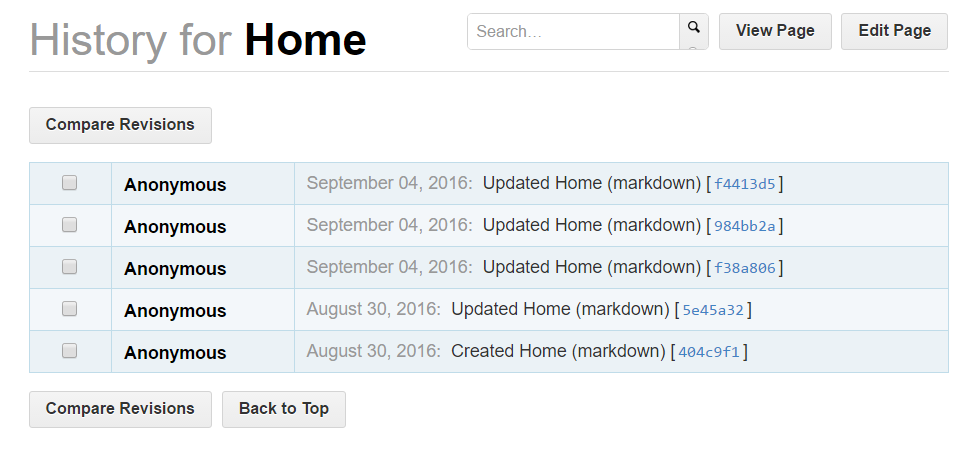 History for Home
Search...
View Page
Edit Page
Compare Revisions
Anonymous September 04, 2016: Updated Home (markdown) [f4413d5]
Anonymous September 04, 2016: Updated Home (markdown) [984bb2a]
Anonymous September 04, 2016: Updated Home (markdown) [f38a806]
Anonymous August 30, 2016: Updated Home (markdown) [5e45a32]
Anonymous August 30, 2016: Created Home (markdown) [404c9f1]
Compare Revisions
Back to Top